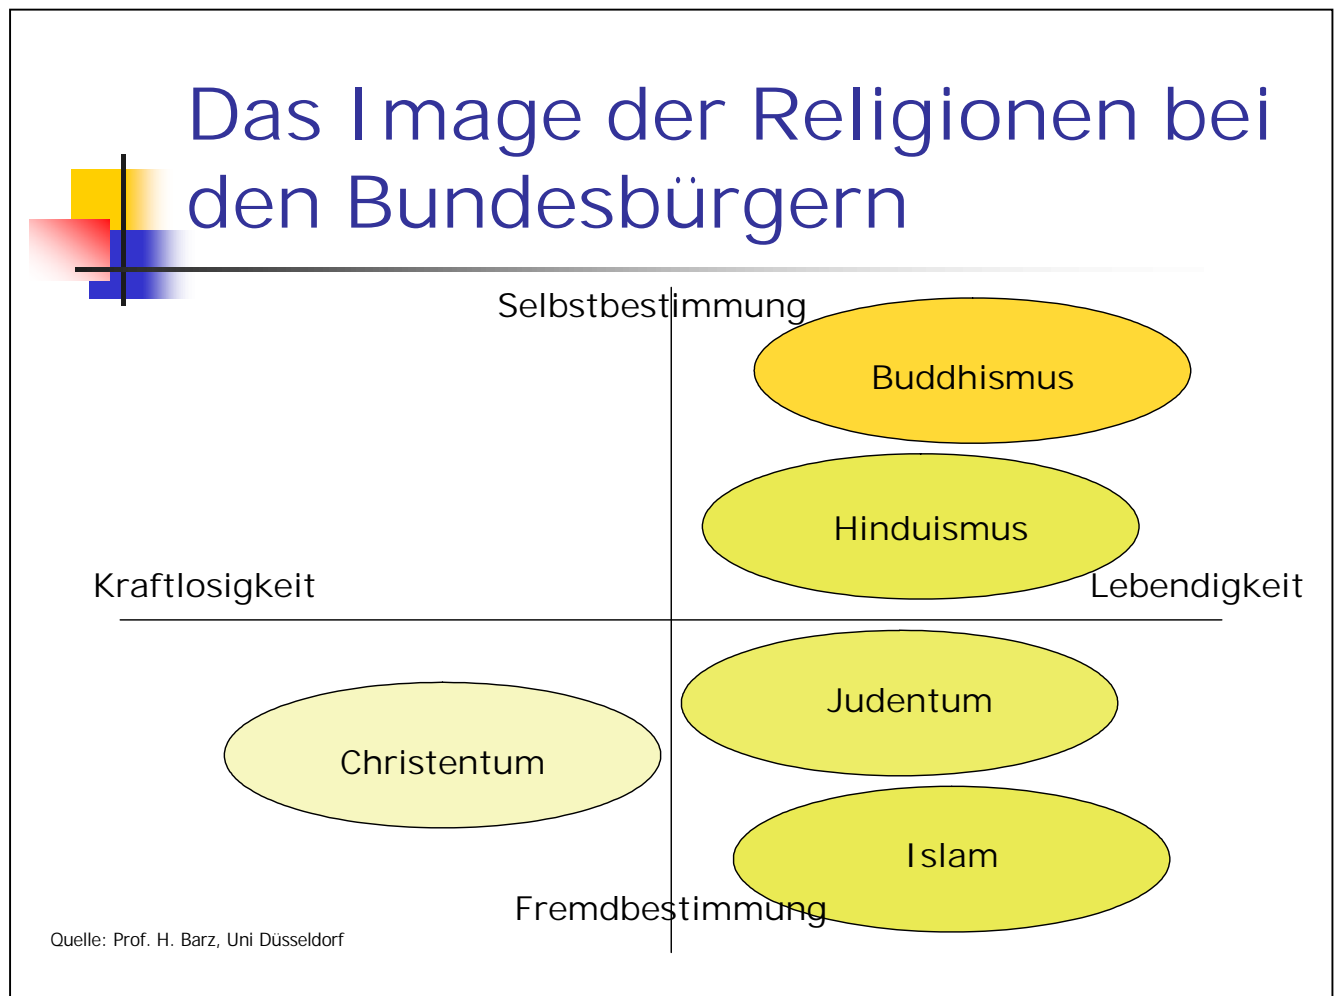 Das Image der Religionen bei
den Bundesbürgern
Selbstbestimmung
Buddhismus
Hinduismus
Kraftlosigkeit
Lebendigkeit
Judentum
Christentum
Islam
Fremdbestimmung
Quelle: Prof. H. Barz, Uni Düsseldorf